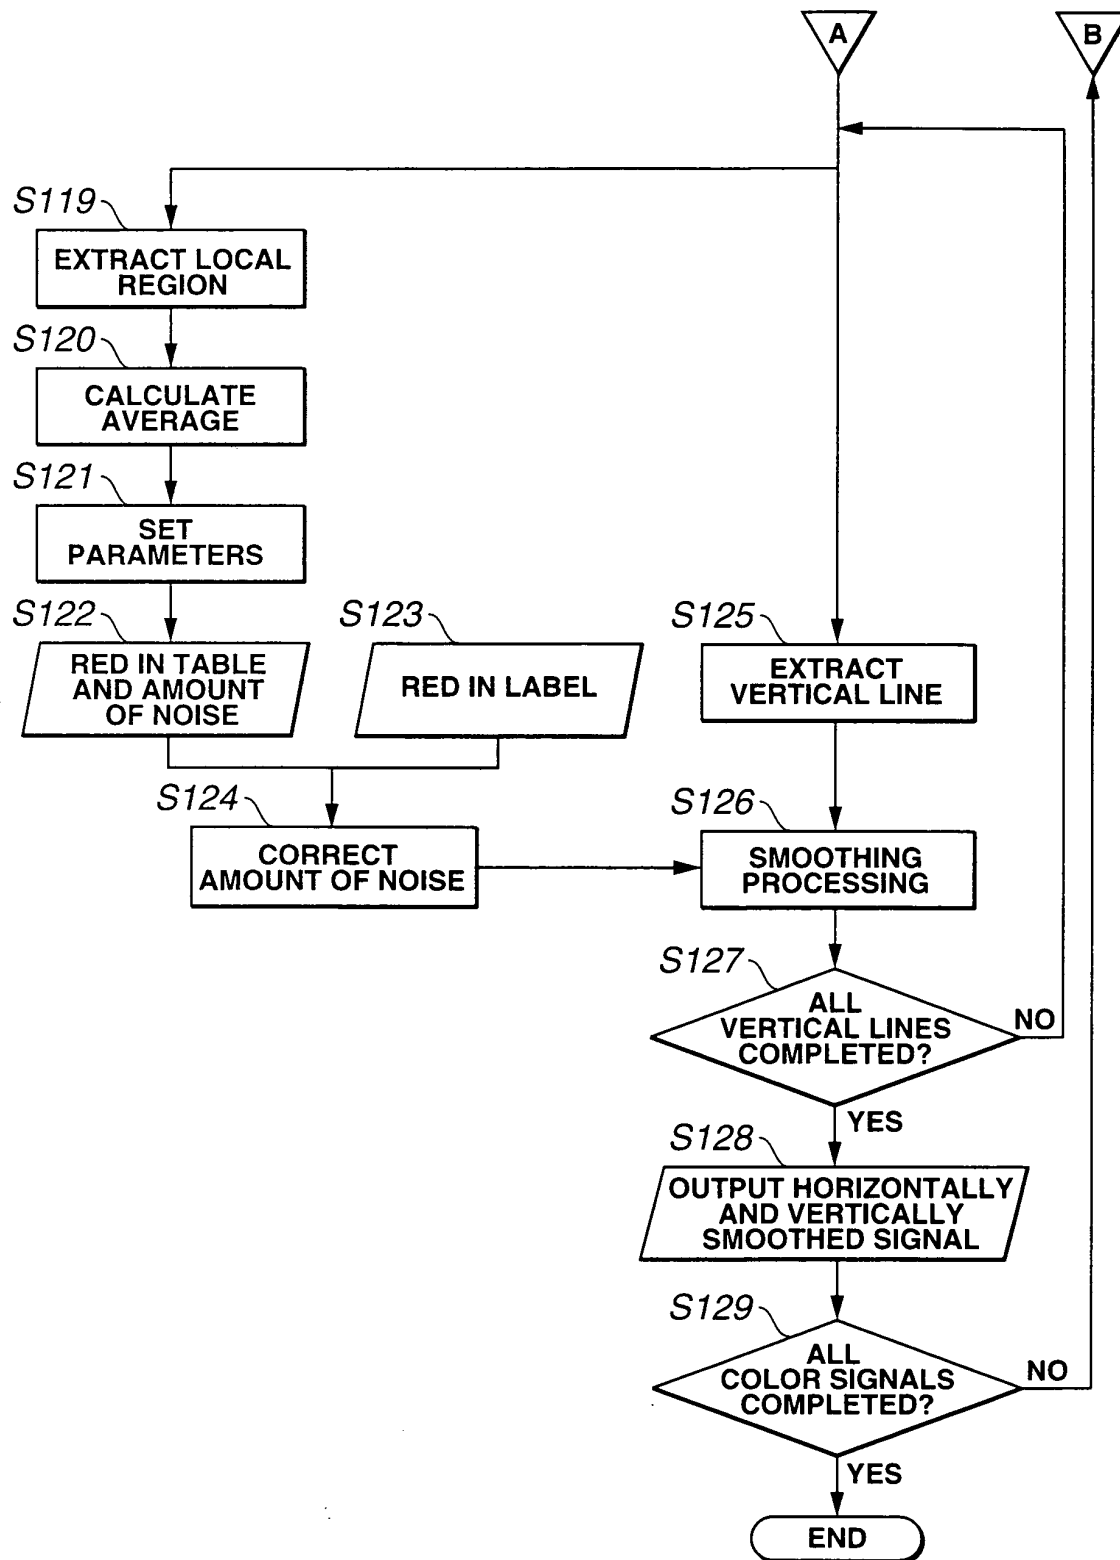 A
B
S119
EXTRACT LOCAL
REGION
S120
CALCULATE
AVERAGE
S121
SET
PARAMETERS
S122
RED IN TABLE
AND AMOUNT
OF NOISE
S123
RED IN LABEL
S124
CORRECT
AMOUNT OF NOISE
S125
EXTRACT
VERTICAL LINE
S126
SMOOTHING
PROCESSING
S127
ALL
VERTICAL LINES
COMPLETED?
NO
YES
S128
OUTPUT HORIZONTALLY
AND VERTICALLY
SMOOTHED SIGNAL
S129
ALL
COLOR SIGNALS
COMPLETED?
NO
YES
END